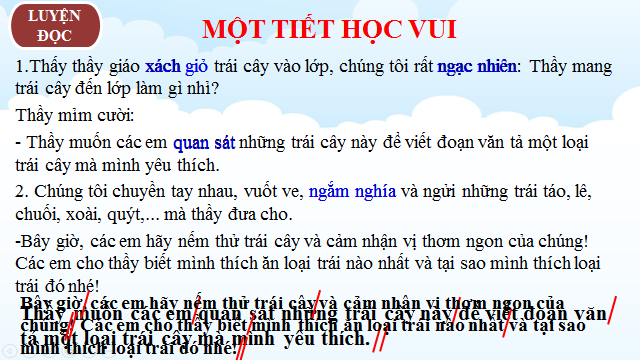 LUYỆN
ĐỌC
MỘT TIẾT HỌC VUI
1.Thấy thầy giáo xách giỏ trái cây vào lớp, chúng tôi rất ngạc nhiên: Thầy mang
trái cây đến lớp làm gì nhỉ?
Thầy mỉm cười:
- Thầy muốn các em quan sát những trái cây này để viết đoạn văn tả một loại
trái cây mà mình yêu thích.
2. Chúng tôi chuyền tay nhau, vuốt ve, ngắm nghía và ngửi những trái táo, lê,
chuối, xoài, quýt,... mà thầy đưa cho.
-Bây giờ, các em hãy nếm thử trái cây và cảm nhận vị thơm ngon của chúng!
Các em cho thầy biết mình thích ăn loại trái nào nhất và tại sao mình thích loại
trái đó nhé!
Bây giờ/ các em hãy nếm thử trái cây/ và cảm nhận vị thơm ngon của
Thầy muốn các em/ quan sát những trái cây này/ để viết đoạn văn/
chúng!/ Các em cho thầy biết/ mình thích ăn loại trái nào nhất/ và tại sao
tả một loại trái cây mà mình yêu thích.//
mình thích loại trái đó nhé!//